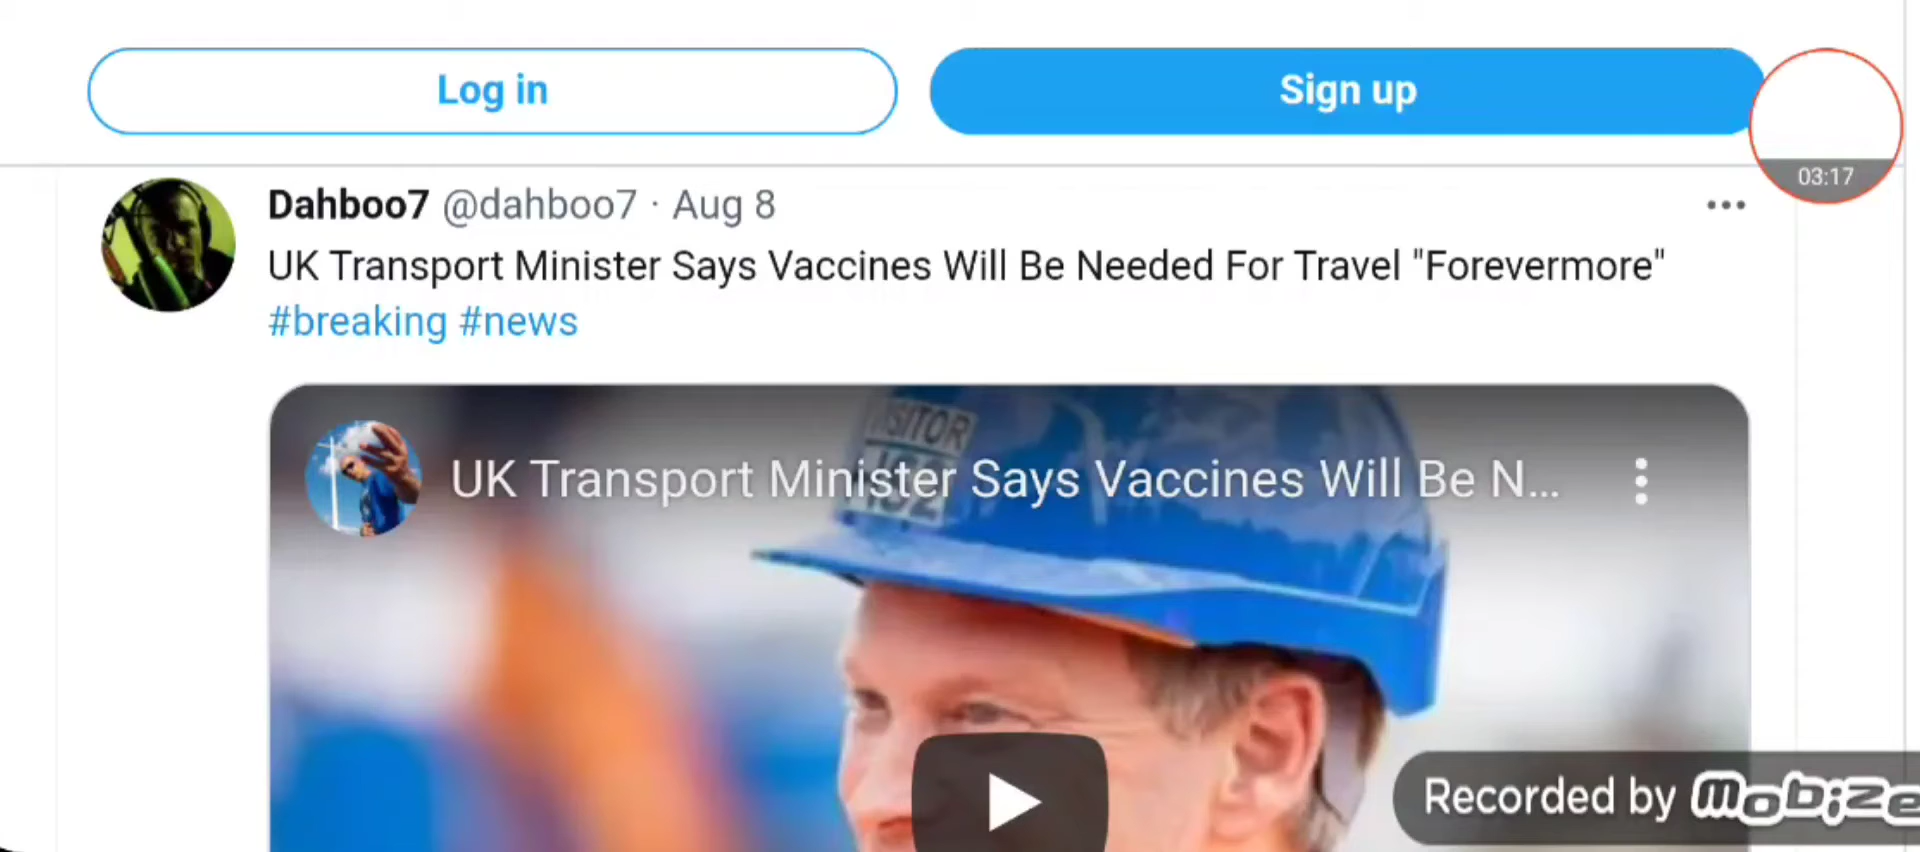 Log in
Sign up
03:17
Dahboo7 @dahboo7 · Aug 8
UK Transport Minister Says Vaccines Will Be Needed For Travel "Forevermore"
#breaking #news
VISITOR
UK Transport Minister Says Vaccines Will Be N...
Recorded by